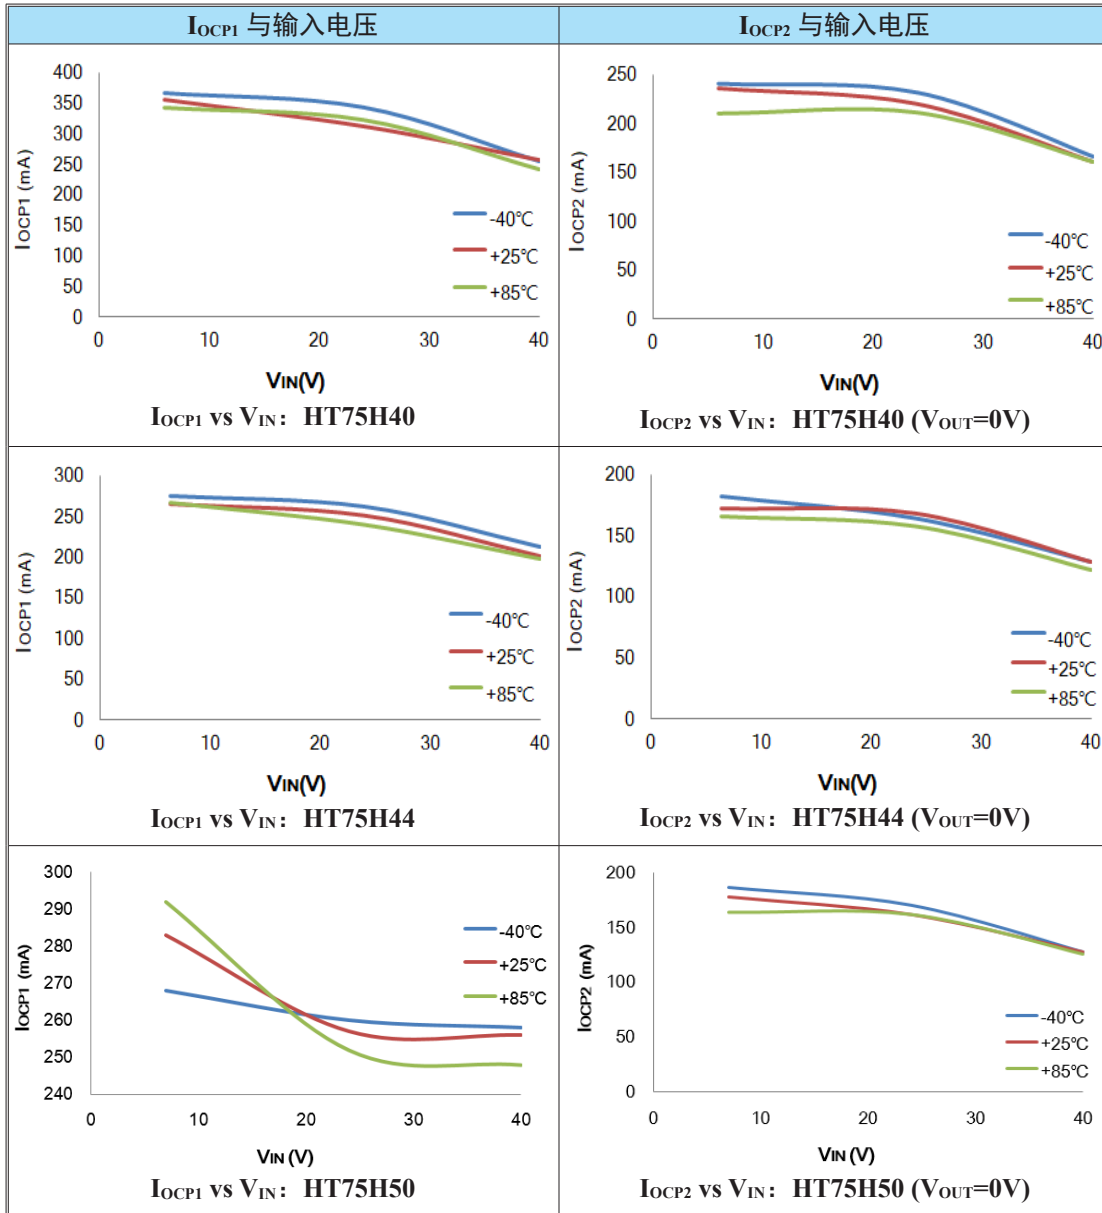 IOCP1 与输入电压
IOCP2 与输入电压
400
350
300
250
200
150
100
50
0
IOCP1 (mA)
-40℃
+25℃
+85℃
0 10 20 30 40
VIN(V)
IOCP1 vs VIN： HT75H40
250
200
150
100
50
0
IOCP2 (mA)
-40℃
+25℃
+85℃
0 10 20 30 40
VIN(V)
IOCP2 vs VIN： HT75H40 (VOUT=0V)
300
250
200
150
100
50
0
IOCP1 (mA)
-40℃
+25℃
+85℃
0 10 20 30 40
VIN(V)
IOCP1 vs VIN： HT75H44
200
150
100
50
0
IOCP2 (mA)
-40℃
+25℃
+85℃
0 10 20 30 40
VIN(V)
IOCP2 vs VIN： HT75H44 (VOUT=0V)
300
290
280
270
260
250
240
IOCP1 (mA)
-40℃
+25℃
+85℃
0 10 20 30 40
VIN (V)
IOCP1 vs VIN： HT75H50
200
150
100
50
0
IOCP2 (mA)
-40℃
+25℃
+85℃
0 10 20 30 40
VIN (V)
IOCP2 vs VIN： HT75H50 (VOUT=0V)